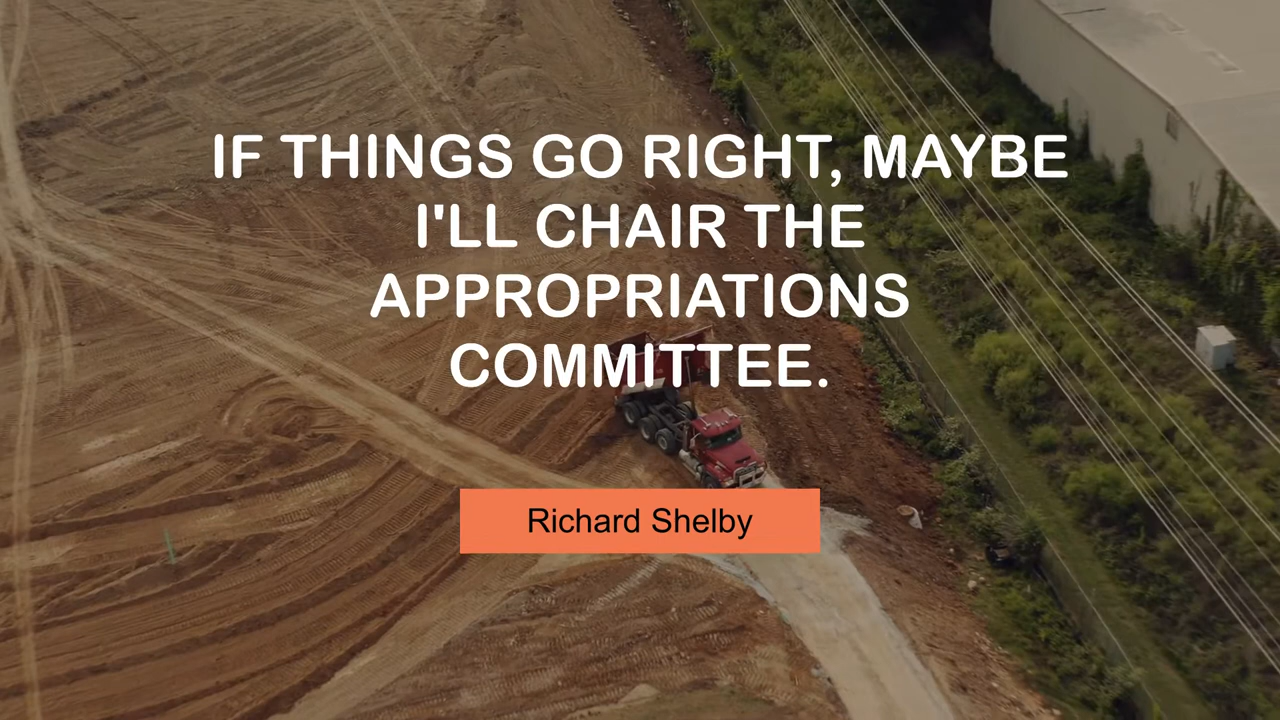 IF THINGS GO RIGHT, MAYBE
I'LL CHAIR THE
APPROPRIATIONS
COMMITTEE.
Richard Shelby